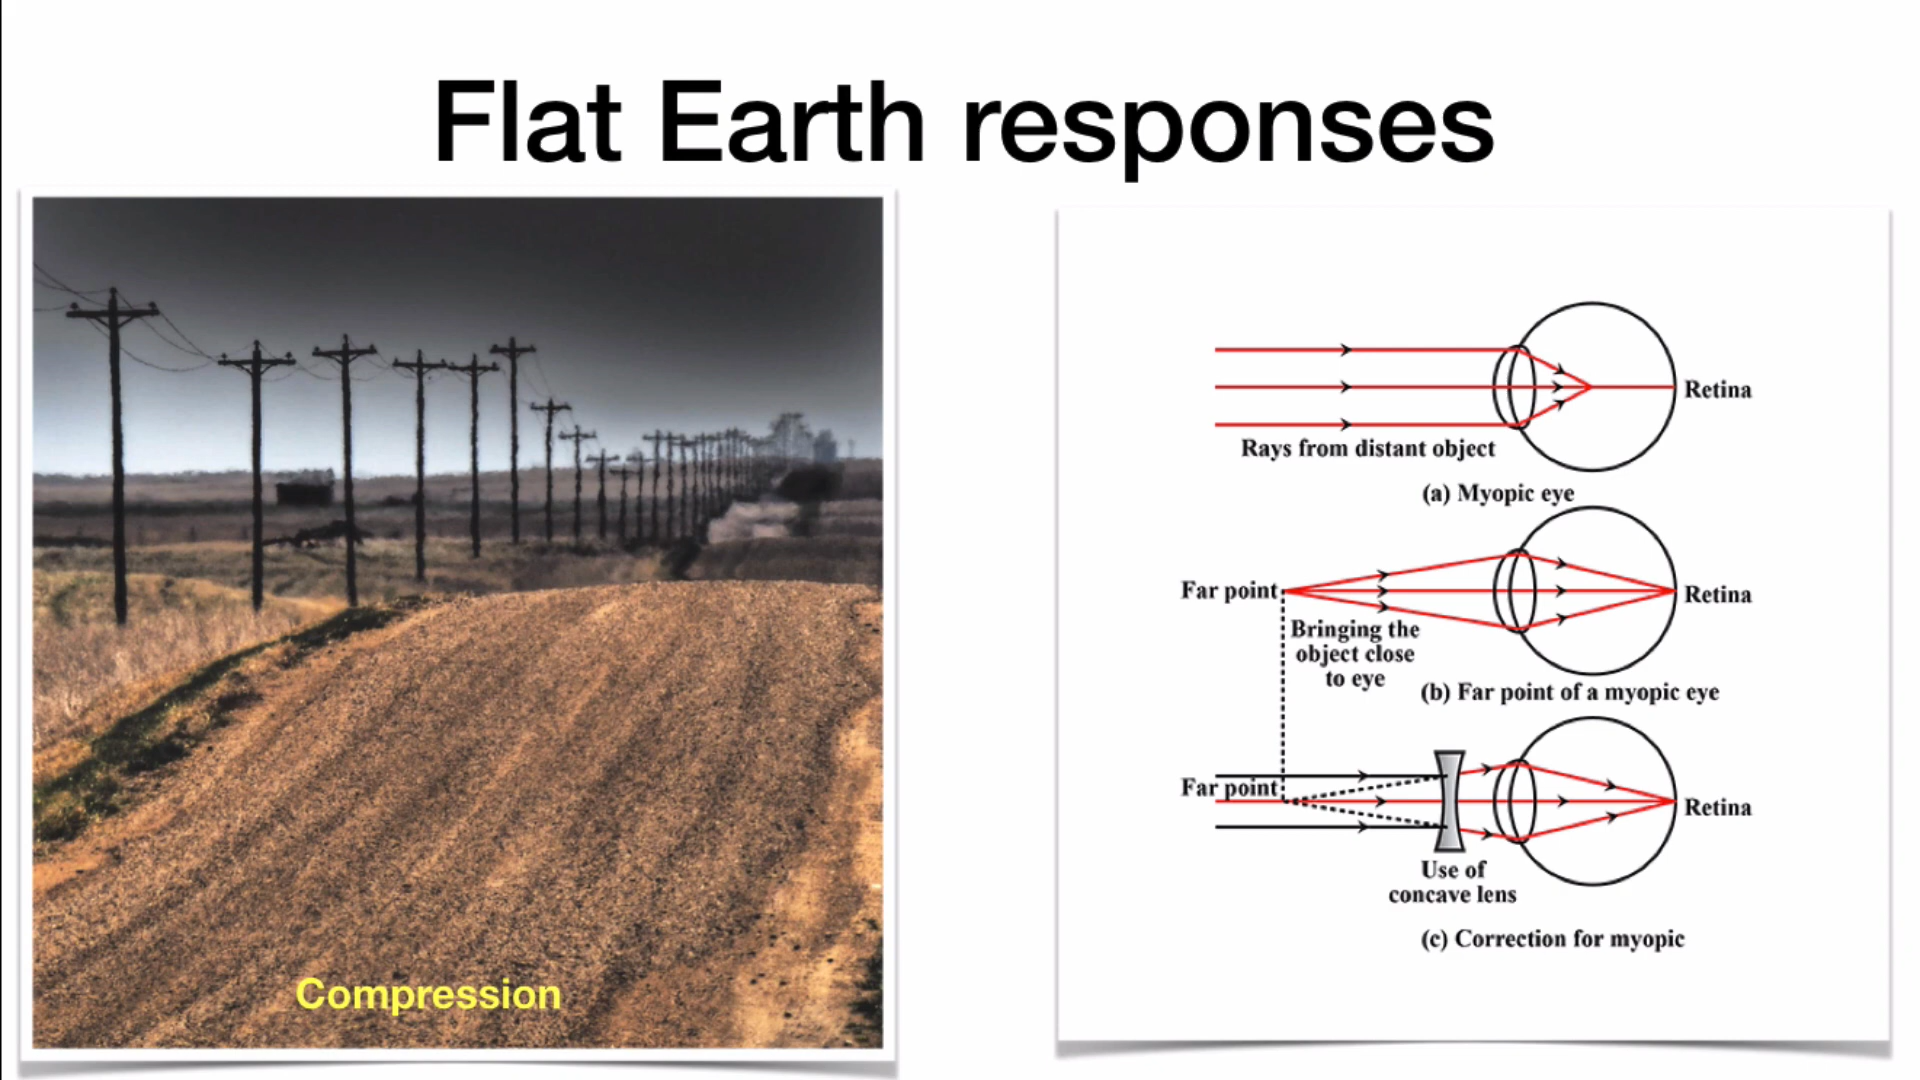 Flat Earth responses
Compression
Retina
Rays from distant object
(a) Myopic eye
Far point
Retina
Bringing the
object close
to eye
(b) Far point of a myopic eye
Far point
Retina
Use of
concave lens
(c) Correction for myopic